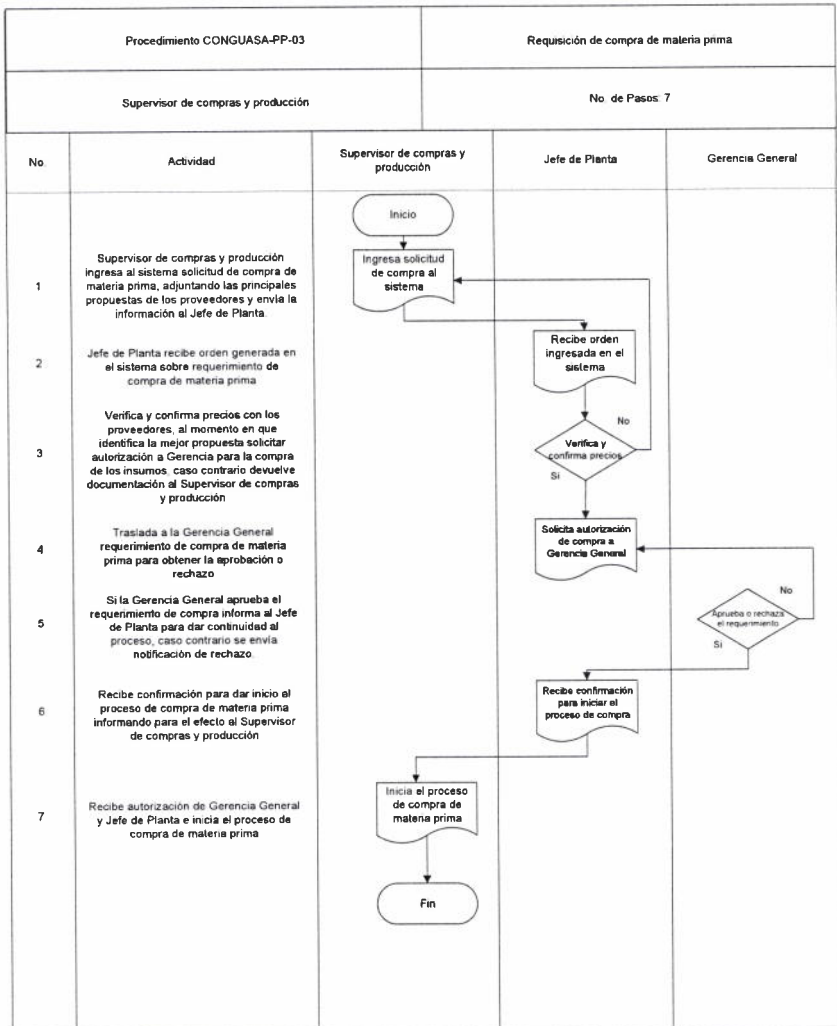 Procedimiento CONGUASA-PP-03
Requisición de compra de materia prima
Supervisor de compras y producción
No. de Pasos: 7
No.
Actividad
Supervisor de compras y
producción
Jefe de Planta
Gerencia General
Inicio
1
Supervisor de compras y producción
ingresa al sistema solicitud de compra de
materia prima, adjuntando las principales
propuestas de los proveedores y envía la
información al Jefe de Planta.
Ingresa solicitud
de compra al
sistema
2
Jefe de Planta recibe orden generada en
el sistema sobre requerimiento de
compra de materia prima
Recibe orden
ingresada en el
sistema
3
Verifica y confirma precios con los
proveedores, al momento en que
identifica la mejor propuesta solicitar
autorización a Gerencia para la compra
de los insumos, caso contrario devuelve
documentación al Supervisor de compras
y producción
No
Verifica y
confirma precios
Si
4
Traslada a la Gerencia General
requerimiento de compra de materia
prima para obtener la aprobación o
rechazo
Solicita autorización
de compra a
Gerencia General
5
Si la Gerencia General aprueba el
requerimiento de compra informa al Jefe
de Planta para dar continuidad al
proceso, caso contrario se envía
notificación de rechazo.
No
Aprueba o rechaza
el requerimiento
Si
6
Recibe confirmación para dar inicio el
proceso de compra de materia prima
informando para el efecto al Supervisor
de compras y producción
Recibe confirmación
para iniciar el
proceso de compra
7
Recibe autorización de Gerencia General
y Jefe de Planta e inicia el proceso de
compra de materia prima
Inicia el proceso
de compra de
materia prima
Fin